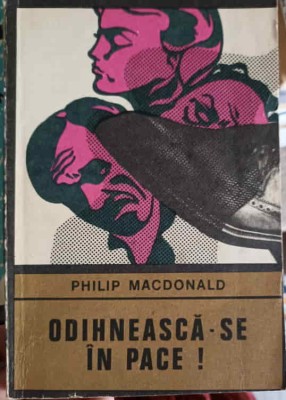 PHILIP MACDONALD
ODIHNEASCĂ-SE
ÎN PACE !